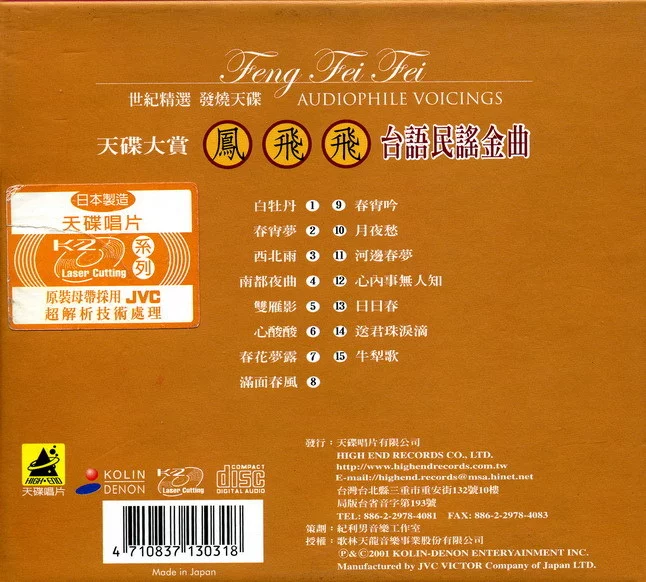 Feng Fei Fei
世紀精選 發燒天碟 AUDIOPHILE VOICINGS
天碟大賞 鳳飛飛 台語民謠金曲
日本製造
天碟唱片
K2
Laser Cutting
系列
原裝母帶採用 JVC
超解析技術處理
白牡丹 1 9 春宵吟
春宵夢 2 10 月夜愁
西北雨 3 11 河邊春夢
南都夜曲 4 12 心內事無人知
雙雁影 5 13 日日春
心酸酸 6 14 送君珠淚滴
春花夢露 7 15 牛犁歌
滿面春風 8
發行：天碟唱片有限公司
HIGH END RECORDS CO., LTD.
http://www.highendrecords.com.tw
E-mail://highend.records@msa.hinet.net
台灣台北縣三重市重安街132號10樓
局版台省音字第193號
TEL: 886-2-2978-4081 FAX: 886-2-2978-4083
策劃：紀利男音樂工作室
授權：歌林天龍音樂事業股份有限公司
℗&©2001 KOLIN-DENON ENTERYAINMENT INC.
Manufactured by JVC VICTOR Company of Japan LTD.
HIGH-END
天碟唱片
KOLIN
DENON
K2
Laser Cutting
COMPACT
disc
DIGITAL AUDIO
4 710837 130318
Made in Japan